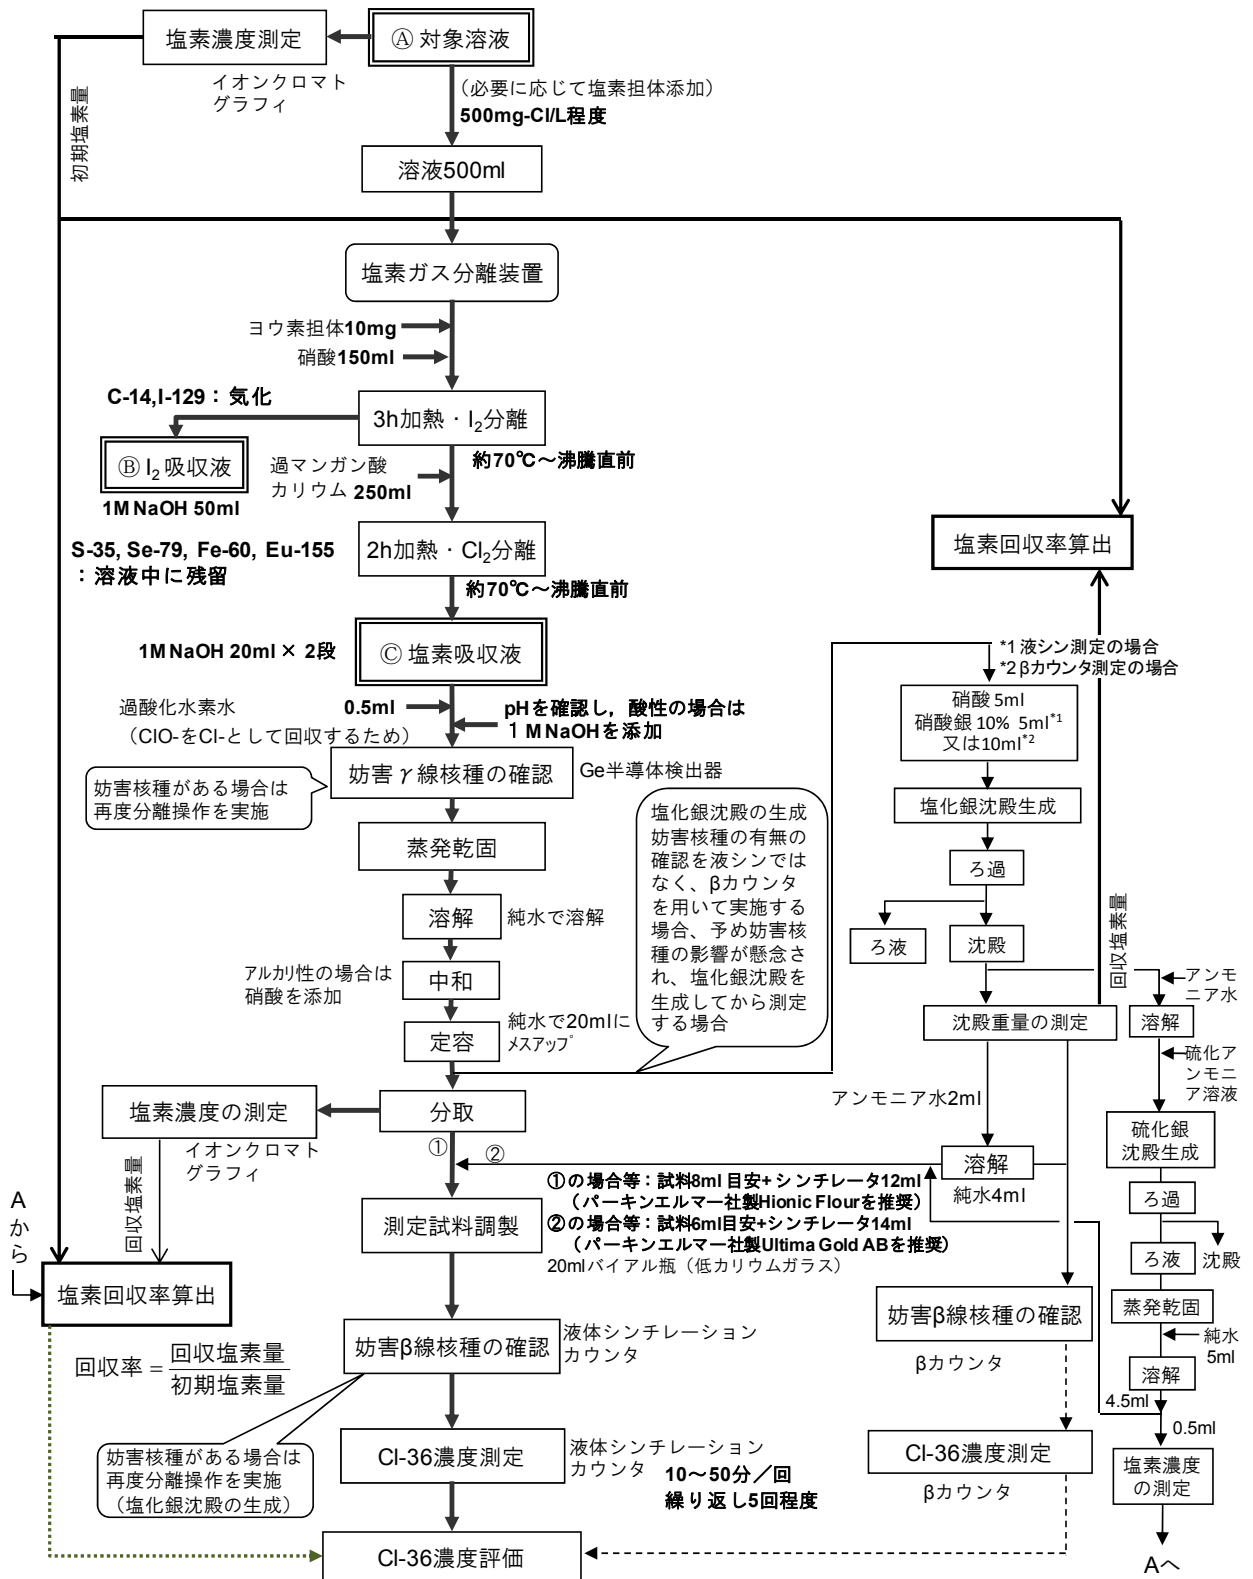 塩素濃度測定
Ⓐ 対象溶液
イオンクロマト
グラフィ
初期塩素量
（必要に応じて塩素担体添加）
500mg-Cl/L程度
溶液500ml
塩素ガス分離装置
ヨウ素担体10mg
硝酸150ml
C-14,I-129：気化
3h加熱・I2分離
Ⓑ I2吸収液
約70℃～沸騰直前
過マンガン酸
カリウム 250ml
1M NaOH 50ml
S-35, Se-79, Fe-60, Eu-155
：溶液中に残留
2h加熱・Cl2分離
約70℃～沸騰直前
塩素回収率算出
1M NaOH 20ml × 2段
Ⓒ 塩素吸収液
*1 液シン測定の場合
*2 βカウンタ測定の場合
過酸化水素水
0.5ml
（ClO-をCl-として回収するため）
pHを確認し，酸性の場合は
１M NaOHを添加
硝酸 5ml
硝酸銀 10% 5ml*1
又は10ml*2
妨害γ線核種の確認
Ge半導体検出器
妨害核種がある場合は
再度分離操作を実施
塩化銀沈殿の生成
妨害核種の有無の
確認を液シンでは
なく、βカウンタ
を用いて実施する
場合、予め妨害核
種の影響が懸念さ
れ、塩化銀沈殿を
生成してから測定
する場合
塩化銀沈殿生成
蒸発乾固
ろ過
溶解
純水で溶解
ろ液
沈殿
回収塩素量
アルカリ性の場合は
硝酸を添加
中和
アンモ
ニア水
定容
純水で20mlに
メスアップ
沈殿重量の測定
溶解
硫化ア
ンモニ
ア溶液
塩素濃度の測定
分取
アンモニア水2ml
イオンクロマト
グラフィ
①
②
硫化銀
沈殿生成
溶解
純水4ml
回収塩素量
①の場合等：試料8ml 目安+シンチレータ12ml
（パーキンエルマー社製Hionic Flourを推奨）
②の場合等：試料6ml目安+シンチレータ14ml
（パーキンエルマー社製Ultima Gold ABを推奨）
20mlバイアル瓶（低カリウムガラス）
測定試料調製
ろ過
ろ液
沈殿
A
から
塩素回収率算出
妨害β線核種の確認
βカウンタ
蒸発乾固
純水
5ml
溶解
回収率＝回収塩素量
初期塩素量
妨害β線核種の確認
液体シンチレーション
カウンタ
4.5ml
0.5ml
妨害核種がある場合は
再度分離操作を実施
（塩化銀沈殿の生成）
Cl-36濃度測定
液体シンチレーション
カウンタ
10～50分／回
繰り返し5回程度
Cl-36濃度測定
βカウンタ
塩素濃度
の測定
Cl-36濃度評価
Aへ